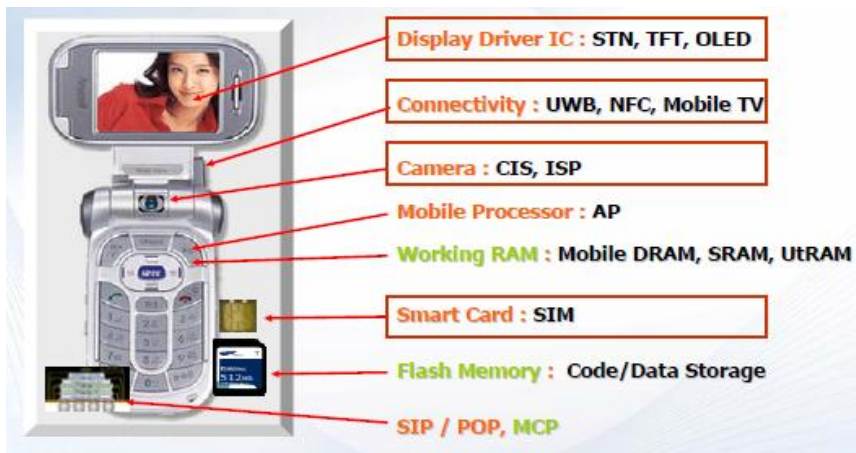 Display Driver IC : STN, TFT, OLED
Connectivity : UWB, NFC, Mobile TV
Camera : CIS, ISP
Mobile Processor : AP
Working RAM : Mobile DRAM, SRAM, UtRAM
Smart Card : SIM
Flash Memory : Code/Data Storage
SIP / POP, MCP
512MB